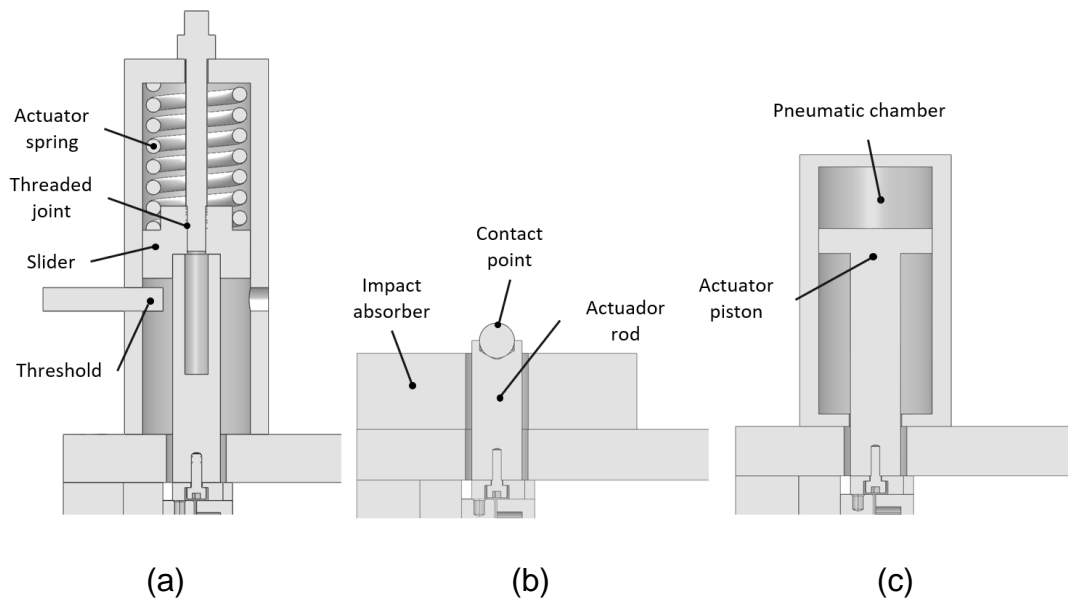 Actuator
spring
Threaded
joint
Slider
Threshold
(a)
Impact
absorber
Contact
point
Actuador
rod
(b)
Pneumatic chamber
Actuator
piston
(c)